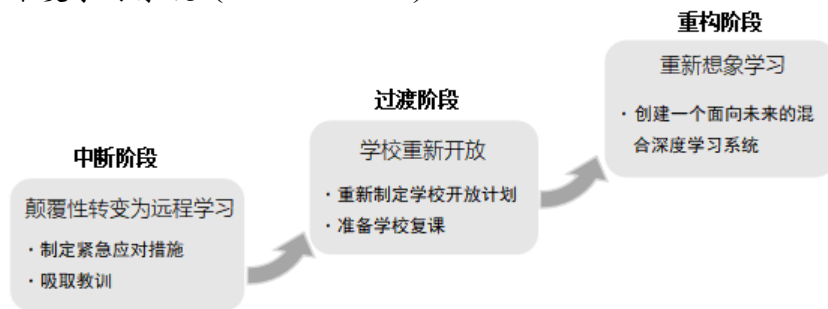 重构阶段
重新想象学习
· 创建一个面向未来的混
合深度学习系统
过渡阶段
学校重新开放
· 重新制定学校开放计划
· 准备学校复课
中断阶段
颠覆性转变为远程学习
· 制定紧急应对措施
· 吸取教训